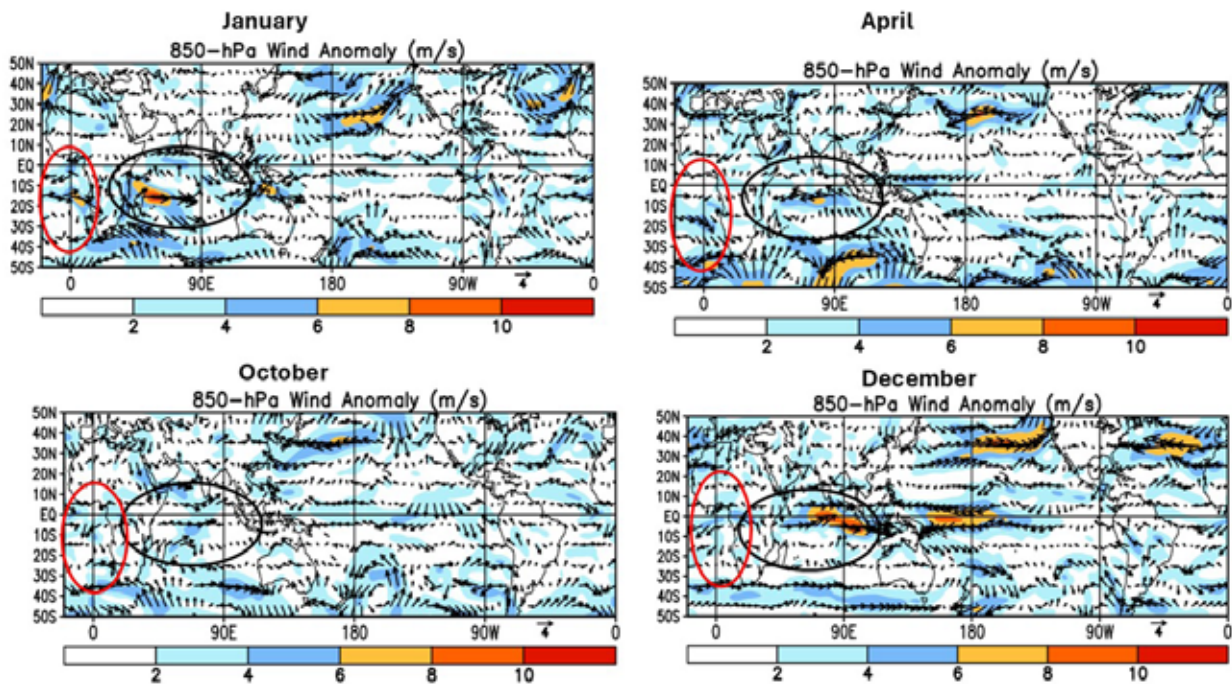 January
850-hPa Wind Anomaly (m/s)
50N
40N
30N
20N
10N
EQ
10S
20S
30S
40S
50S
0 90E 180 90W 4 0
2 4 6 8 10
April
850-hPa Wind Anomaly (m/s)
50N
40N
30N
20N
10N
EQ
10S
20S
30S
40S
50S
0 90E 180 90W 4 0
2 4 6 8 10
October
850-hPa Wind Anomaly (m/s)
50N
40N
30N
20N
10N
EQ
10S
20S
30S
40S
50S
0 90E 180 90W 4 0
2 4 6 8 10
December
850-hPa Wind Anomaly (m/s)
50N
40N
30N
20N
10N
EQ
10S
20S
30S
40S
50S
0 90E 180 90W 4 0
2 4 6 8 10